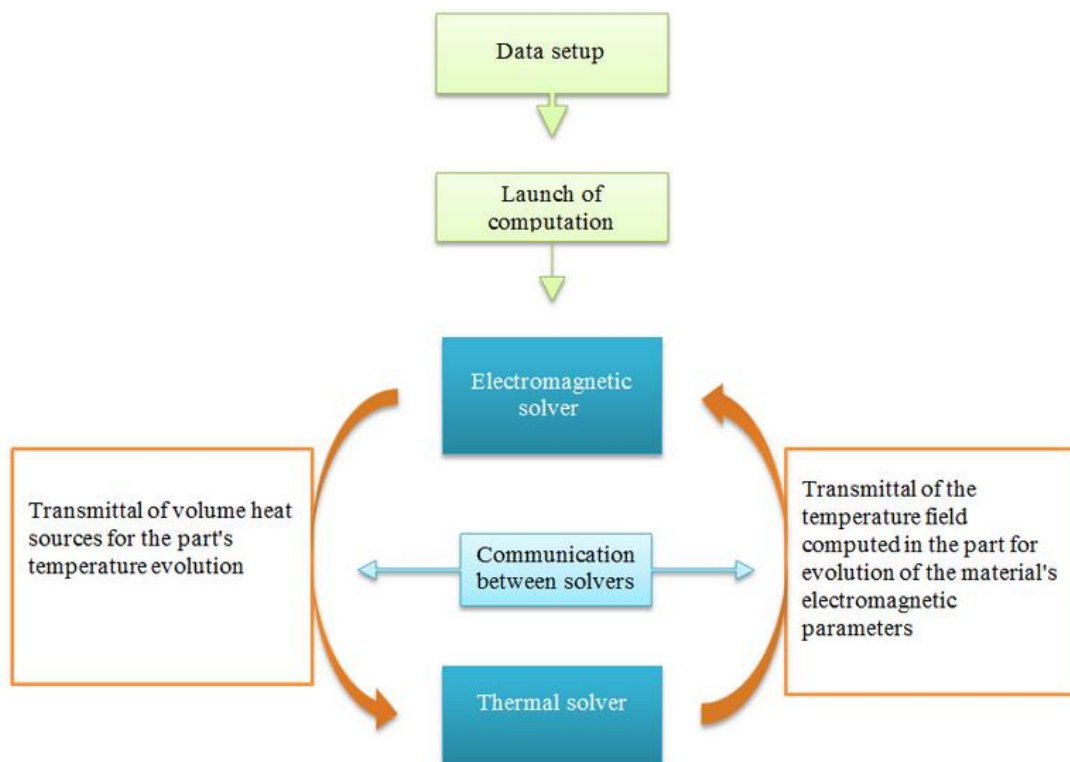 Data setup
Launch of
computation
Electromagnetic
solver
Transmittal of volume heat
sources for the part's
temperature evolution
Communication
between solvers
Transmittal of the
temperature field
computed in the part for
evolution of the material's
electromagnetic
parameters
Thermal solver